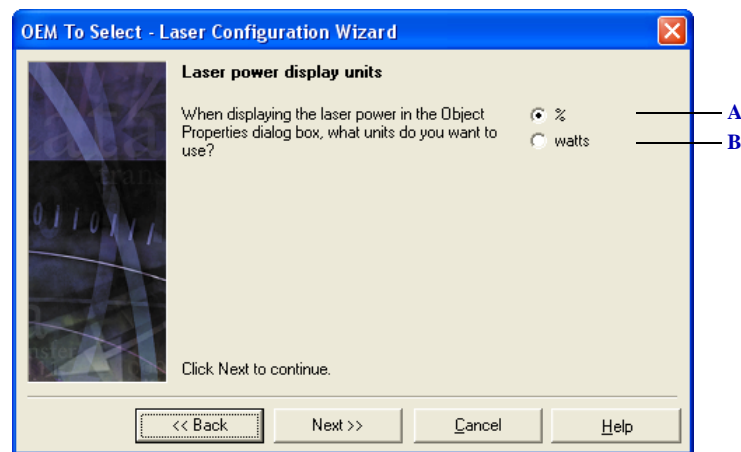 OEM To Select - Laser Configuration Wizard
Laser power display units
When displaying the laser power in the Object
Properties dialog box, what units do you want to
use?
%
A
watts
B
Click Next to continue.
<< Back
Next >>
Cancel
Help